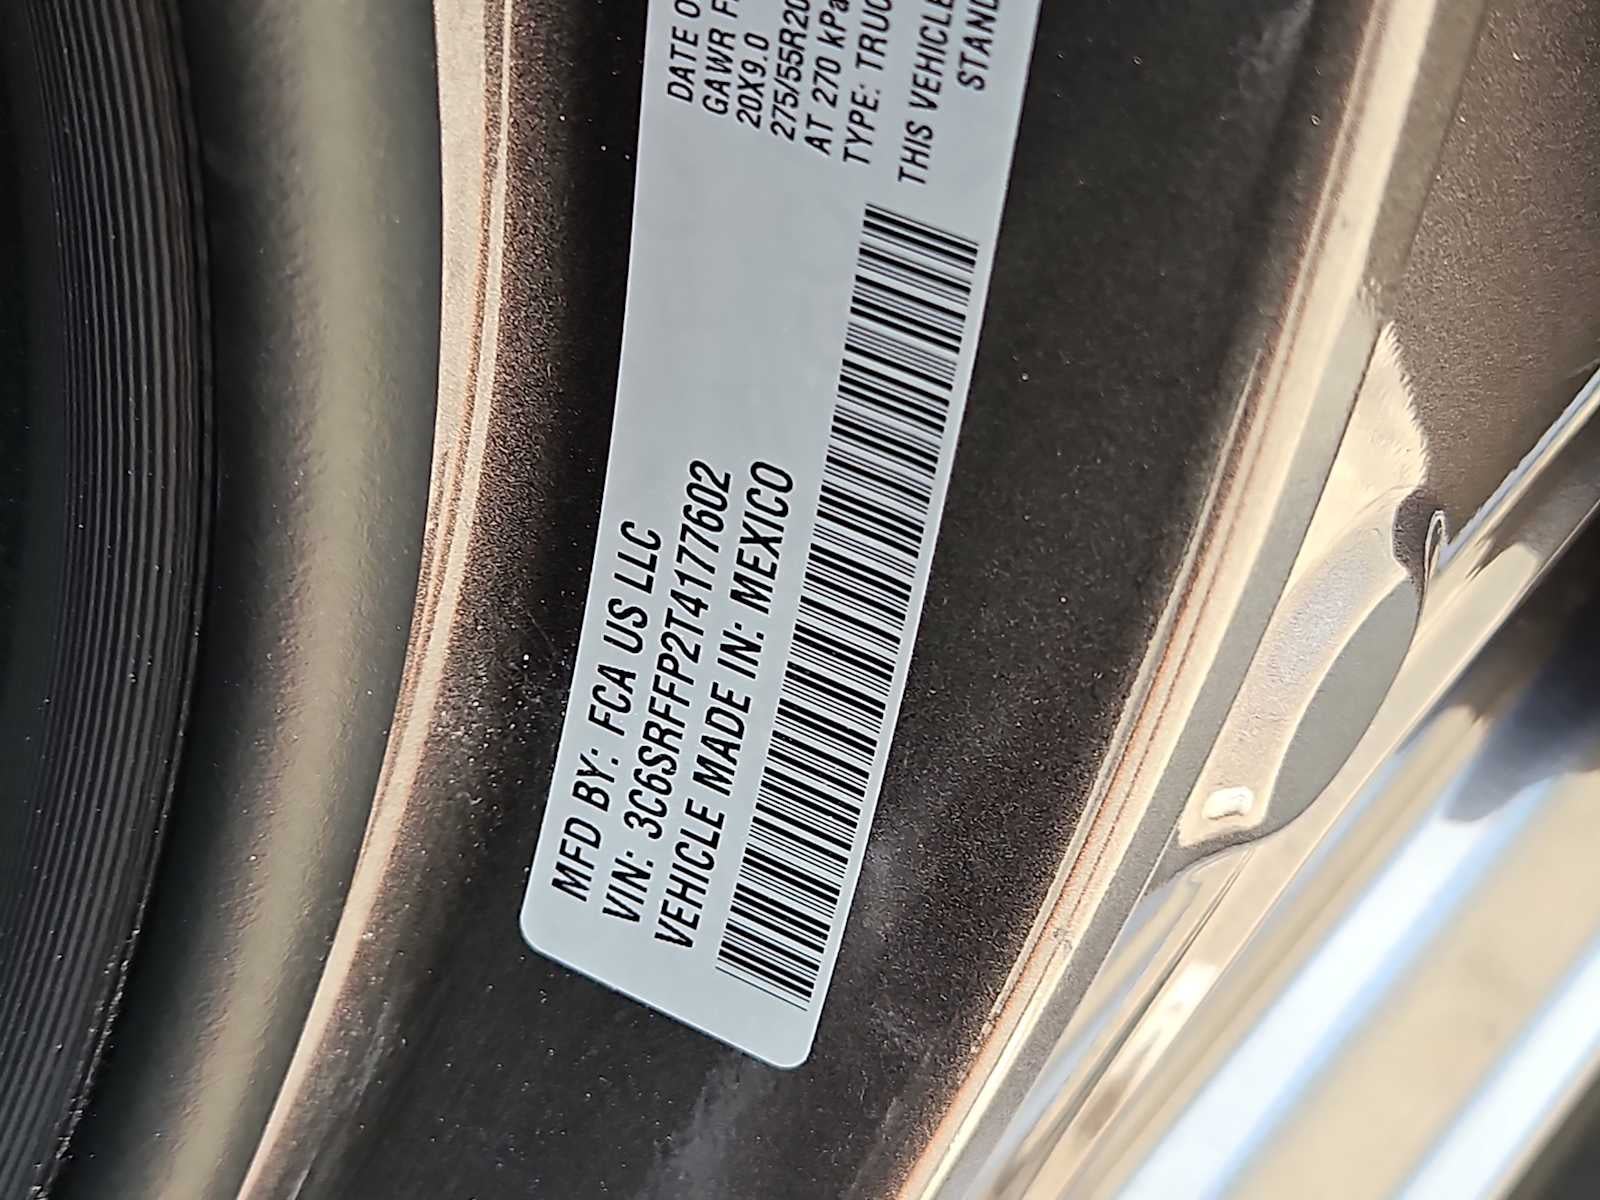 MFD BY: FCA US LLC
VIN: 3C6SRFFP2T4177602
VEHICLE MADE IN: MEXICO
DATE O
GAWR F
20X9.0
275/55R20
AT 270 kPa
TYPE: TRUC
THIS VEHICLE
STAND